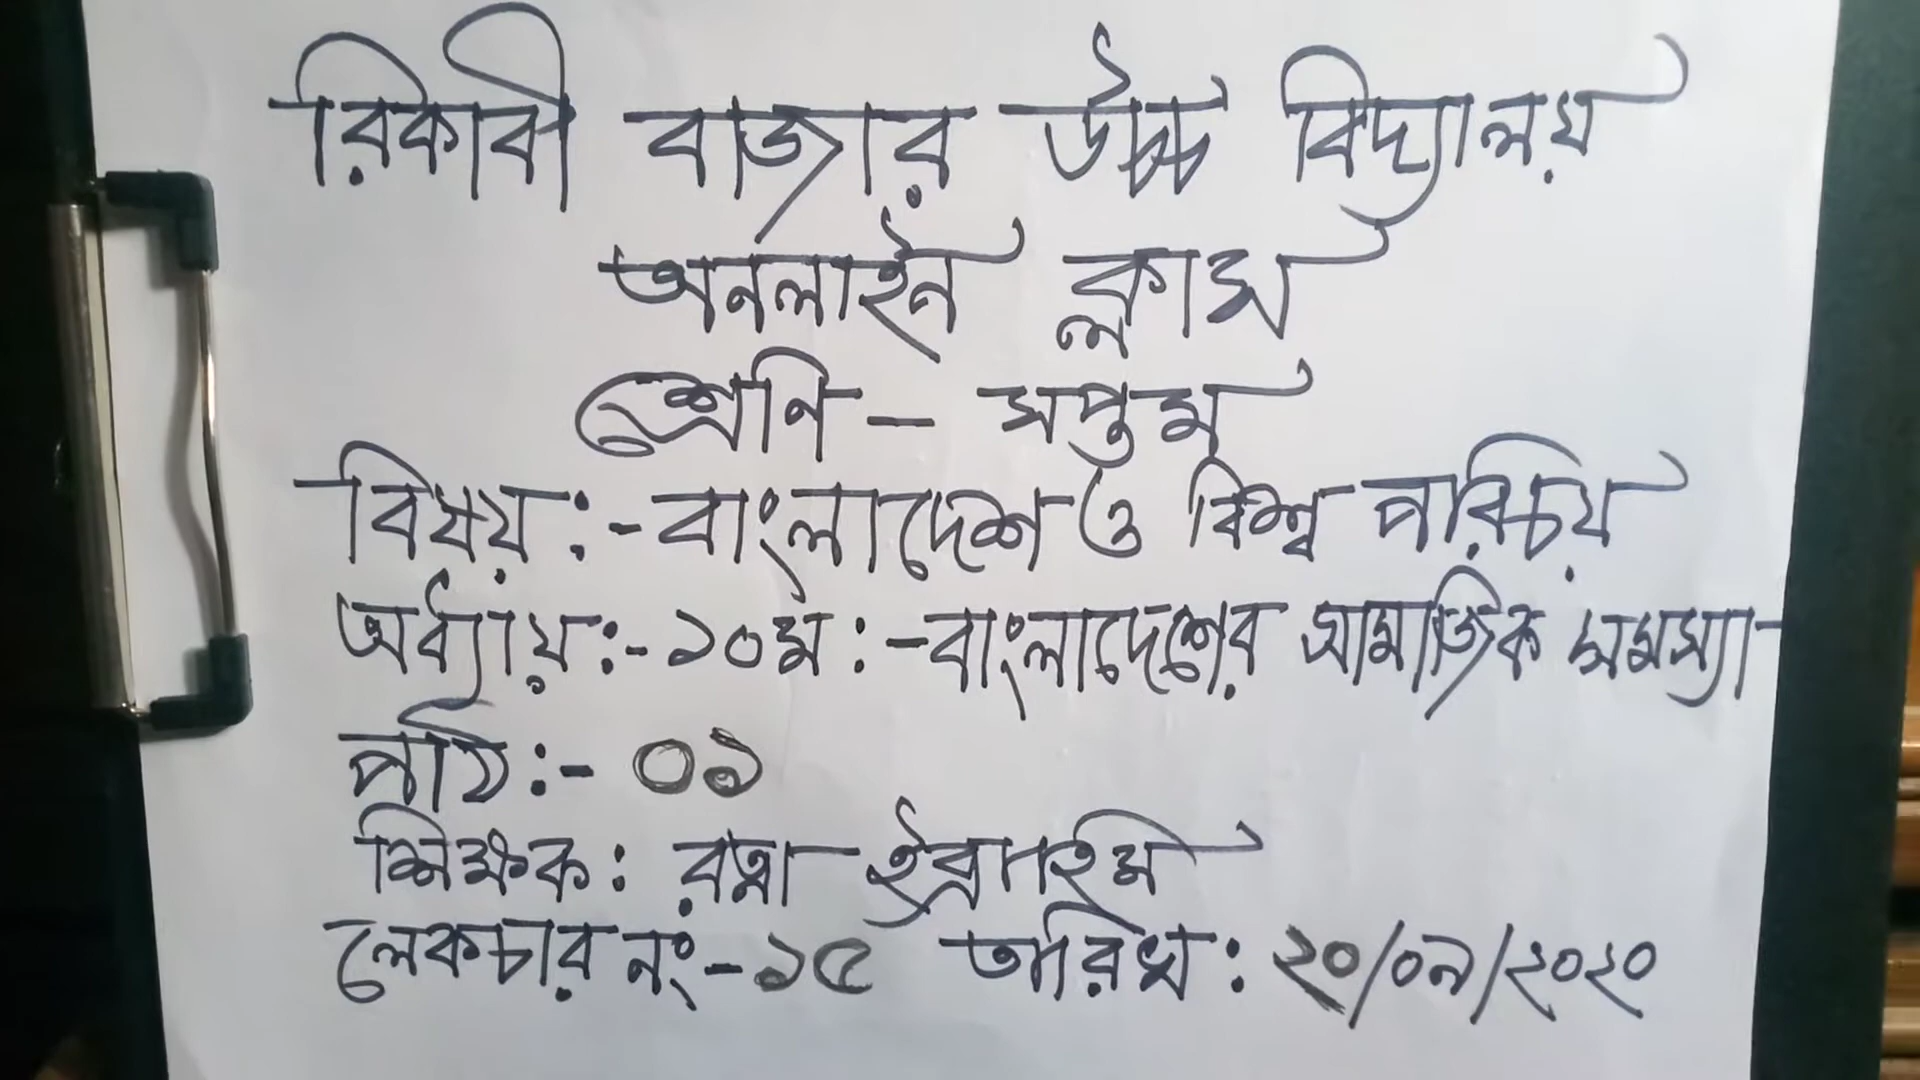 রিকাবী বাজার উচ্চ বিদ্যালয়
অনলাইন ক্লাস
শ্রেনি - সপ্তম
বিষয়ঃ- বাংলাদেশ ও বিশ্ব পরিচয়
অধ্যায়ঃ- ১০ম :- বাংলাদেশের সামাজিক সমস্যা-
পাঠঃ- ০১
শিক্ষক: রত্না ইব্রাহিম
লেকচার নং-১৫ তারিখ: ২০/০৯/২০২০